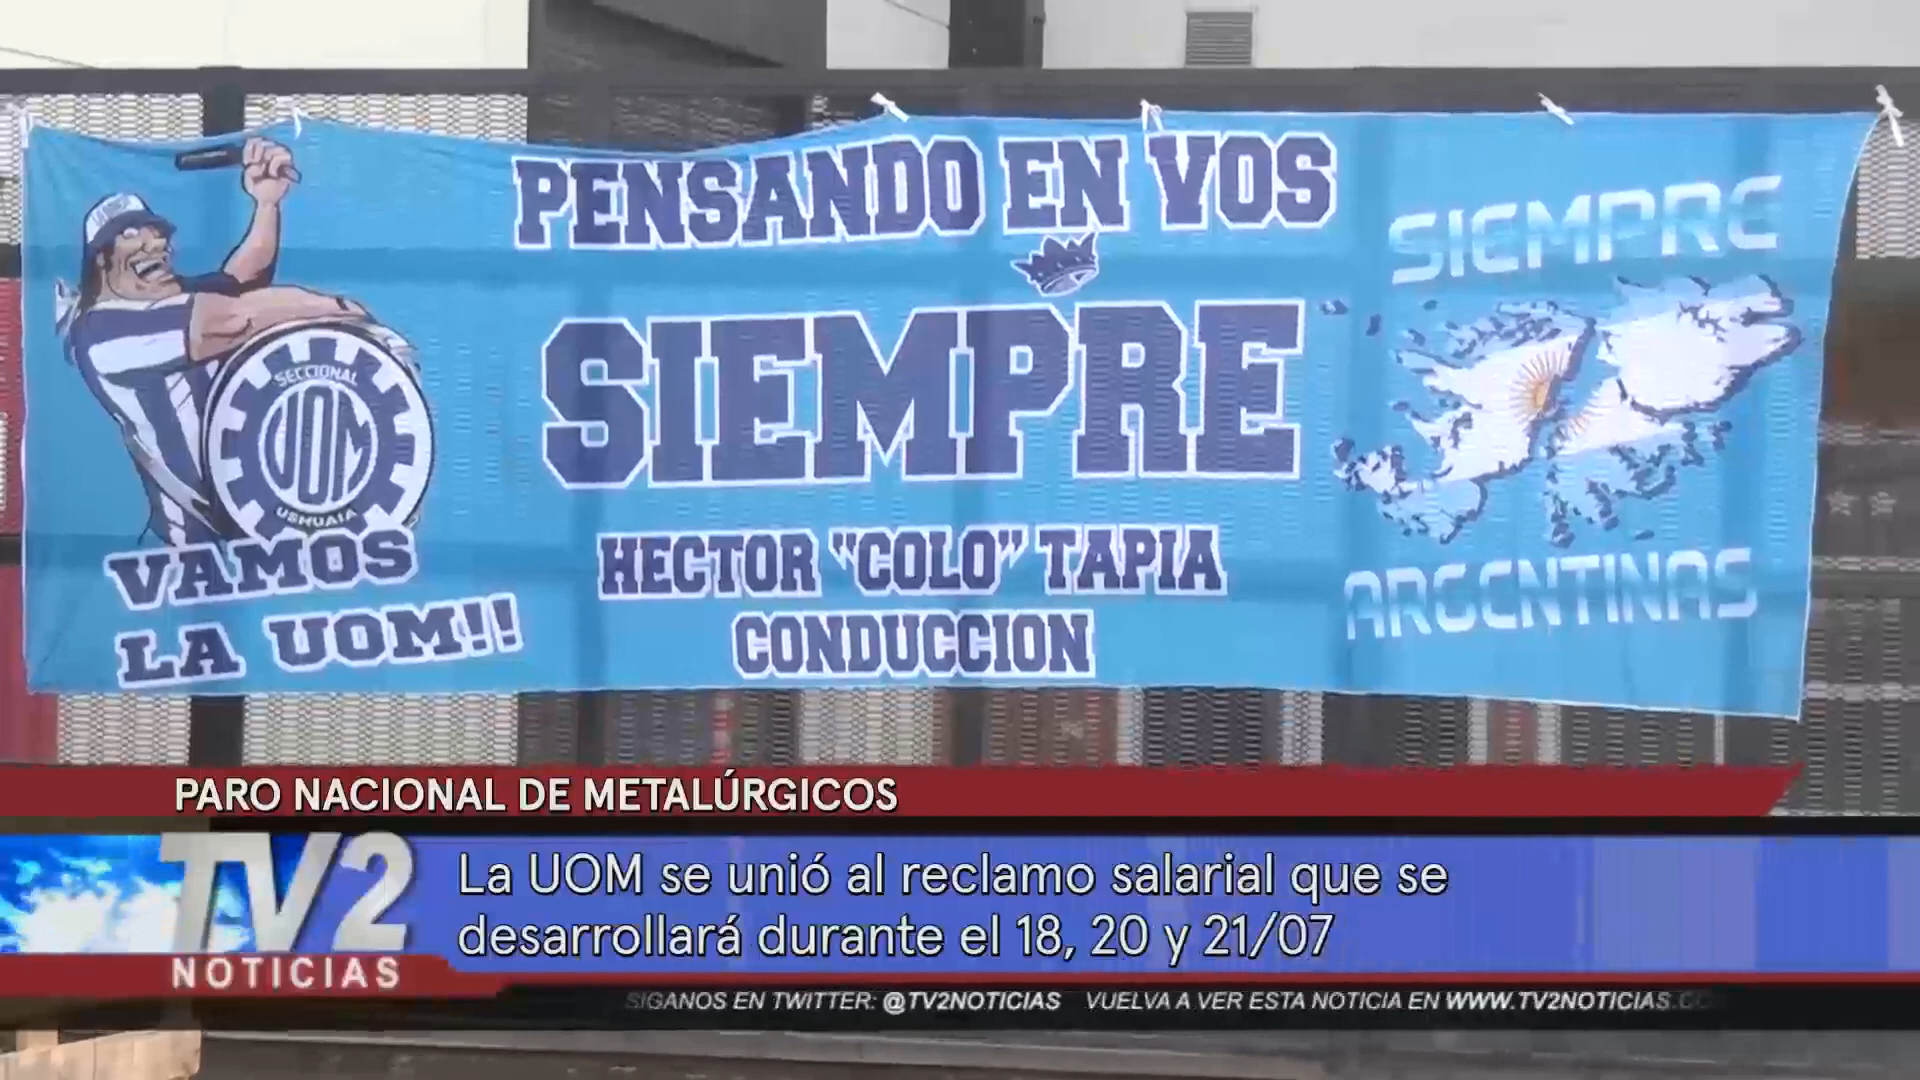 PENSANDO EN VOS
SIEMPRE
HECTOR "COLO" TAPIA
CONDUCCION
SECCIONAL
UOM
USHUAIA
VAMOS
LA UOM!!
SIEMPRE
ARGENTINAS
PARO NACIONAL DE METALÚRGICOS
TV2
NOTICIAS
La UOM se unió al reclamo salarial que se
desarrollará durante el 18, 20 y 21/07
SIGANOS EN TWITTER: @TV2NOTICIAS VUELVA A VER ESTA NOTICIA EN WWW.TV2NOTICIAS.C